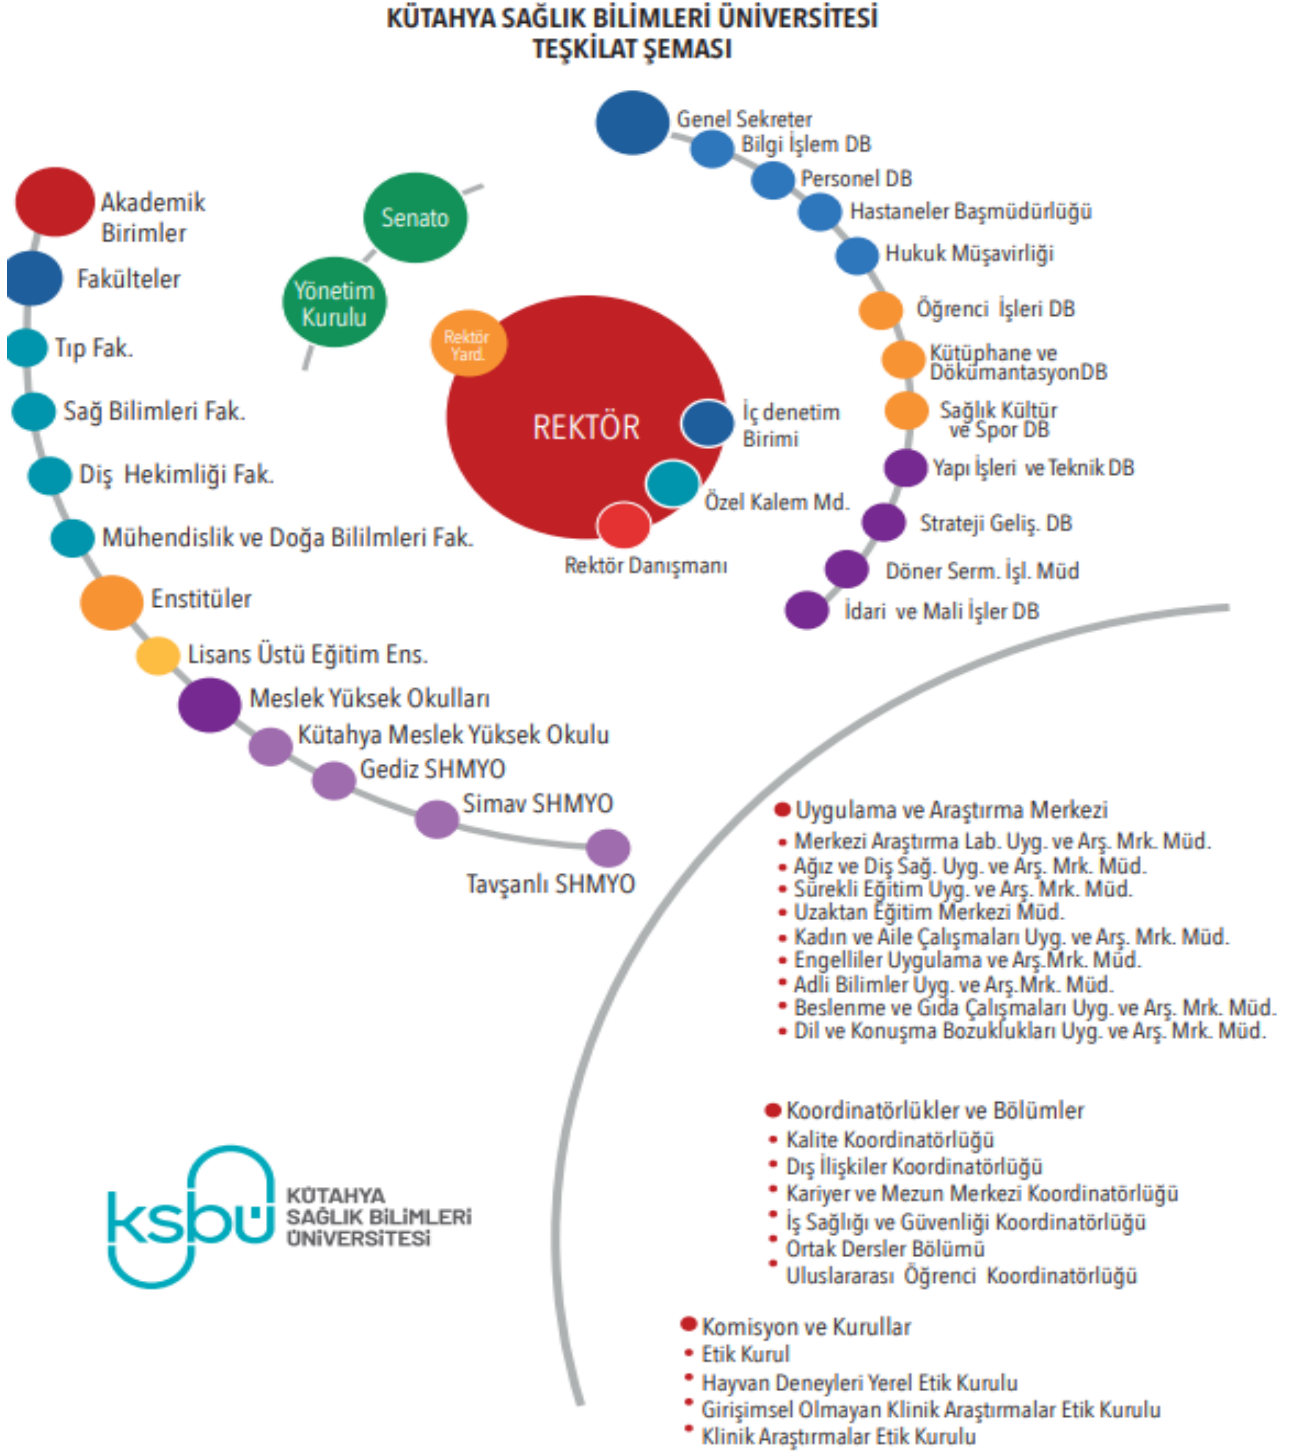 KÜTAHYA SAĞLIK BİLİMLERİ ÜNİVERSİTESİ
TEŞKİLAT ŞEMASI
Akademik
Birimler
Fakülteler
Tıp Fak.
Sağ Bilimleri Fak.
Diş Hekimliği Fak.
Mühendislik ve Doğa Bililmleri Fak.
Enstitüler
Lisans Üstü Eğitim Ens.
Meslek Yüksek Okulları
Kütahya Meslek Yüksek Okulu
Gediz SHMYO
Simav SHMYO
Tavşanlı SHMYO
Senato
Yönetim
Kurulu
Rektör
Yard.
REKTÖR
İç denetim
Birimi
Özel Kalem Md.
Rektör Danışmanı
Genel Sekreter
Bilgi İşlem DB
Personel DB
Hastaneler Başmüdürlüğü
Hukuk Müşavirliği
Öğrenci İşleri DB
Kütüphane ve
DökümantasyonDB
Sağlık Kültür
ve Spor DB
Yapı İşleri ve Teknik DB
Strateji Geliş. DB
Döner Serm. İşl. Müd
İdari ve Mali İşler DB
Uygulama ve Araştırma Merkezi
Merkezi Araştırma Lab. Uyg. ve Arş. Mrk. Müd.
Ağız ve Diş Sağ. Uyg. ve Arş. Mrk. Müd.
Sürekli Eğitim Uyg. ve Arş. Mrk. Müd.
Uzaktan Eğitim Merkezi Müd.
Kadın ve Aile Çalışmaları Uyg. ve Arş. Mrk. Müd.
Engelliler Uygulama ve Arş.Mrk. Müd.
Adli Bilimler Uyg. ve Arş.Mrk. Müd.
Beslenme ve Gıda Çalışmaları Uyg. ve Arş. Mrk. Müd.
Dil ve Konuşma Bozuklukları Uyg. ve Arş. Mrk. Müd.
Koordinatörlükler ve Bölümler
Kalite Koordinatörlüğü
Dış İlişkiler Koordinatörlüğü
Kariyer ve Mezun Merkezi Koordinatörlüğü
İş Sağlığı ve Güvenliği Koordinatörlüğü
Ortak Dersler Bölümü
Uluslararası Öğrenci Koordinatörlüğü
Komisyon ve Kurullar
Etik Kurul
Hayvan Deneyleri Yerel Etik Kurulu
Girişimsel Olmayan Klinik Araştırmalar Etik Kurulu
Klinik Araştırmalar Etik Kurulu
ksbü
KÜTAHYA
SAĞLIK BİLİMLERİ
ÜNİVERSİTESİ